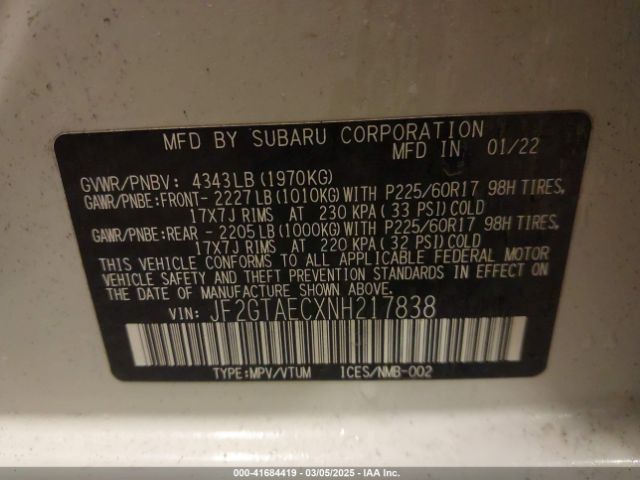 MFD BY SUBARU CORPORATION
MFD IN 01/22
GVWR/PNBV: 4343LB(1970KG)
GAWR/PNBE:FRONT- 2227LB(1010KG)WITH P225/60R17 98H TIRES,
17X7J RIMS AT 230 KPA(33 PSI)COLD
GAWR/PNBE:REAR - 2205LB(1000KG)WITH P225/60R17 98H TIRES,
17X7J RIMS AT 220 KPA(32 PSI)COLD
THIS VEHICLE CONFORMS TO ALL APPLICABLE FEDERAL MOTOR
VEHICLE SAFETY AND THEFT PREVENTION STANDARDS IN EFFECT ON
THE DATE OF MANUFACTURE SHOWN ABOVE.
VIN: JF2GTAECXNH217838
TYPE:MPV/VTUM ICES/NMB-002
000-41684419 - 03/05/2025 - IAA Inc.